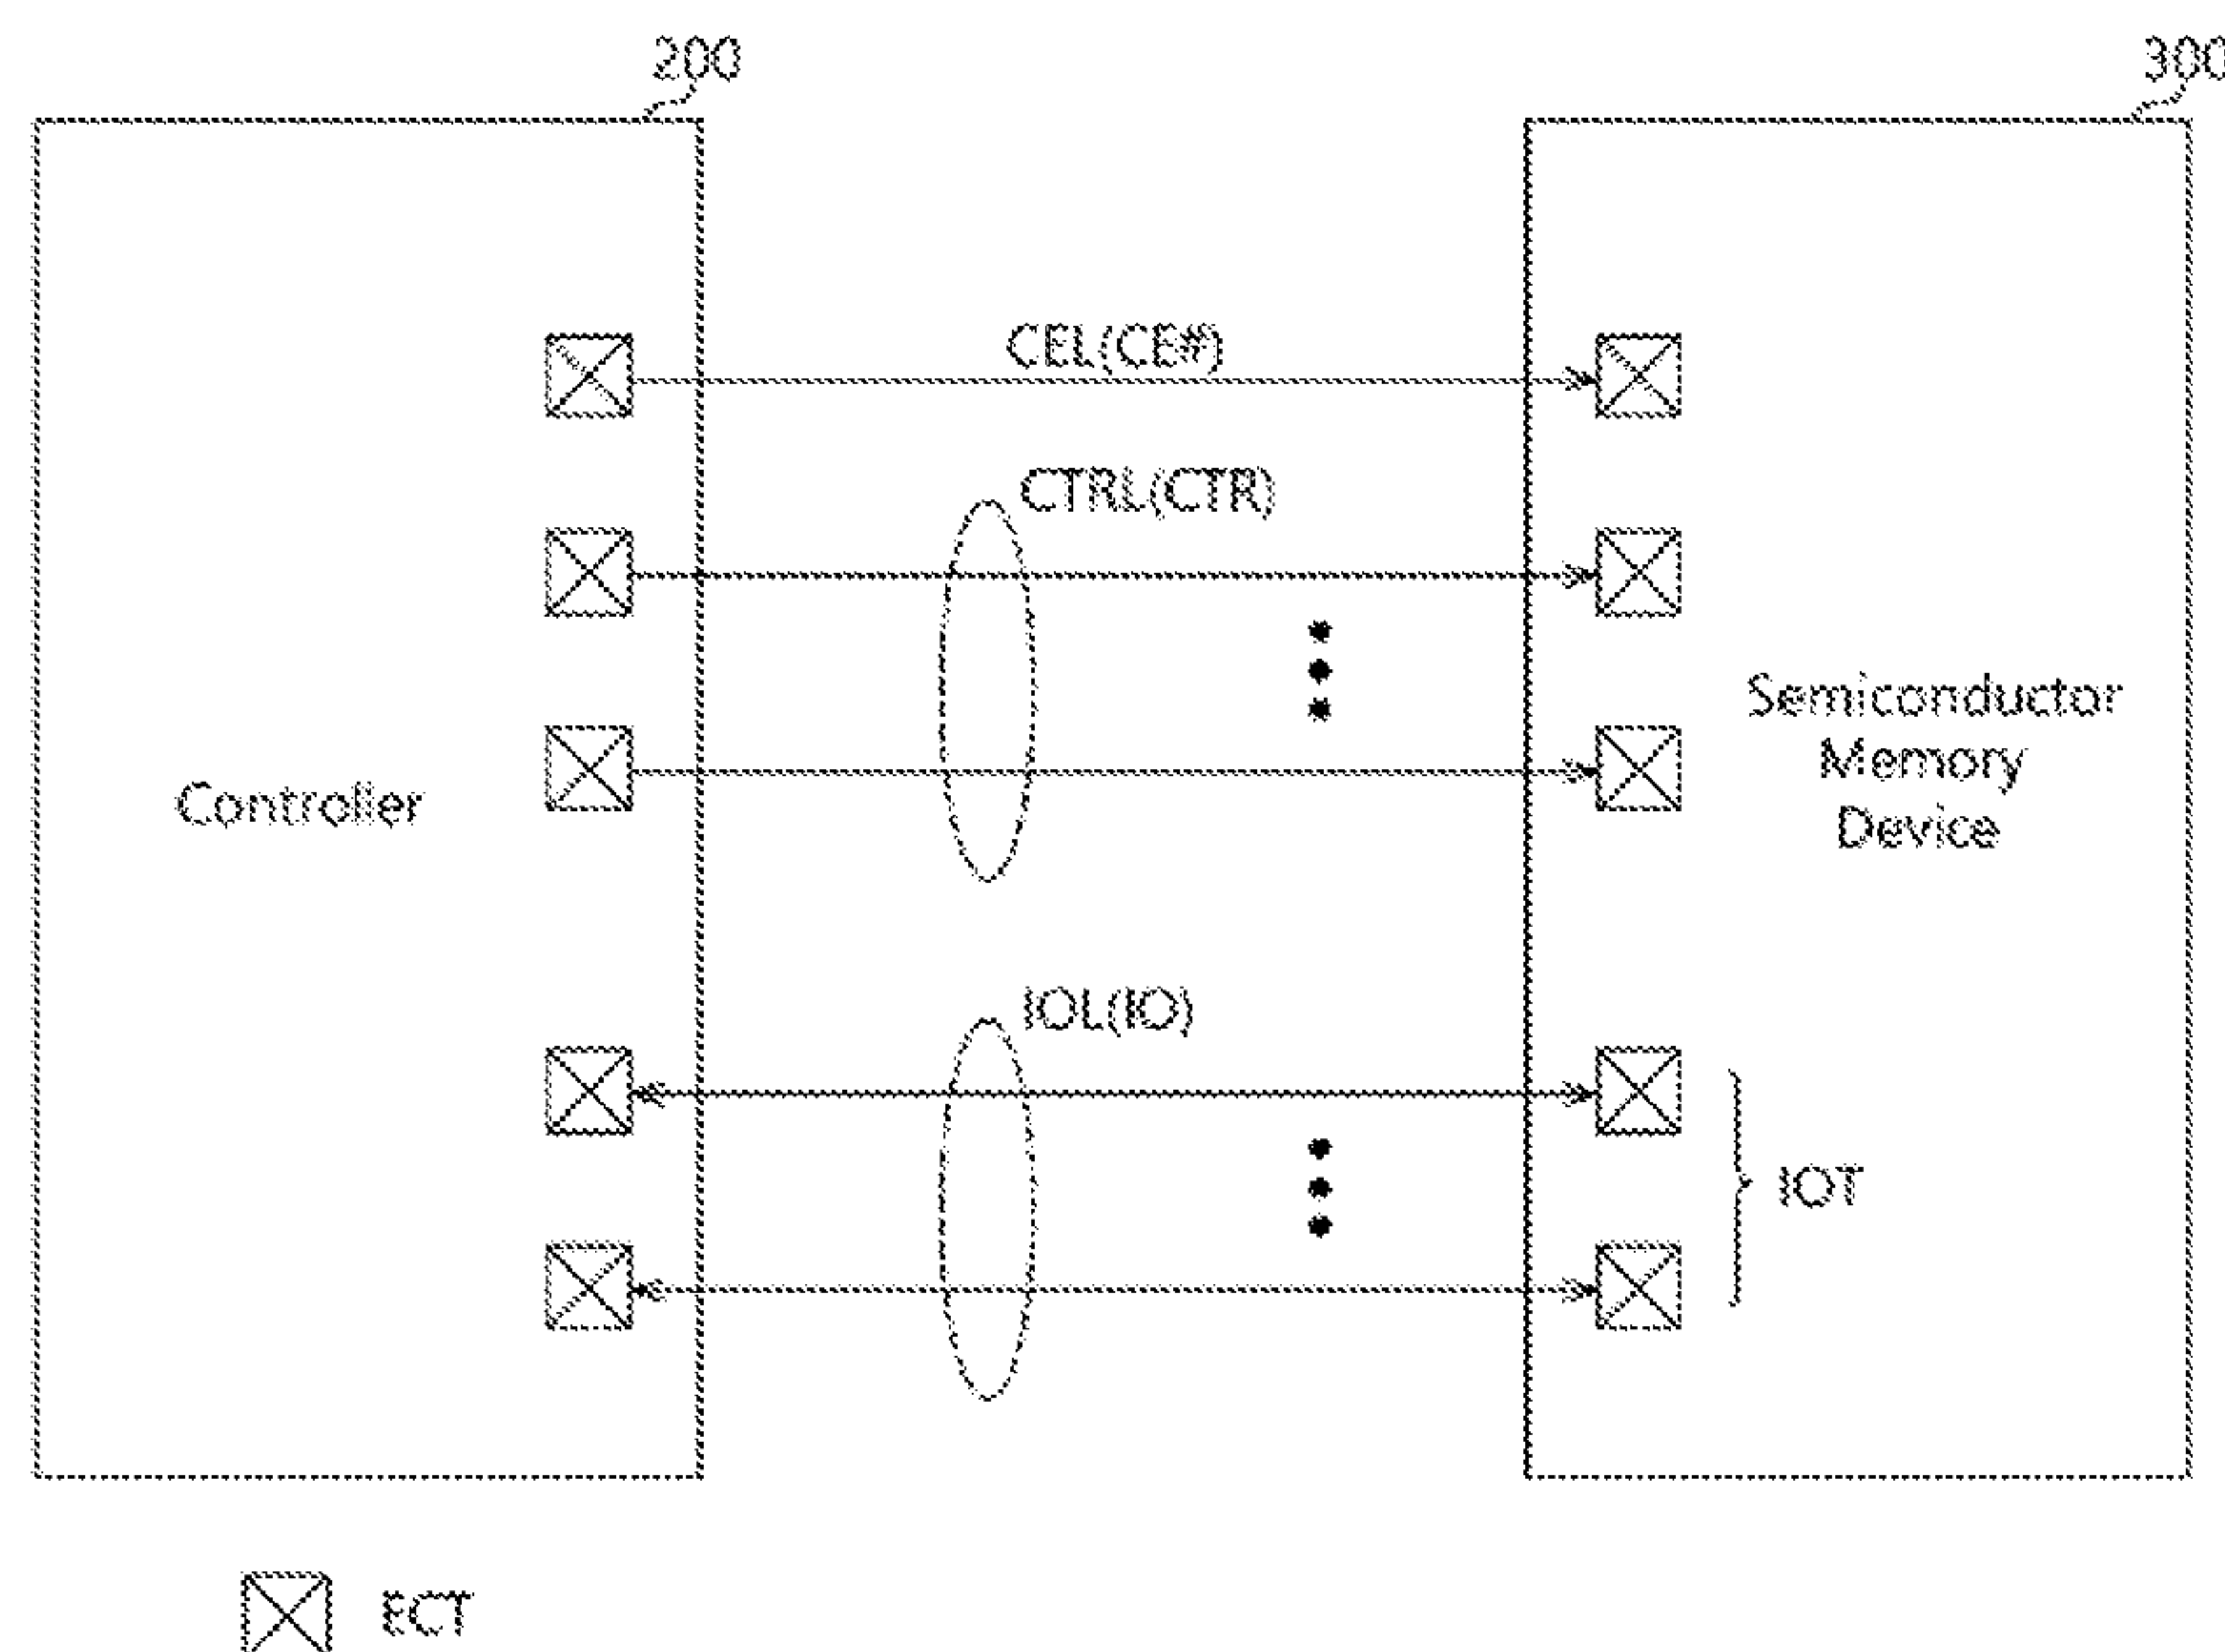 200
300
CEL(CE#)
CTRL(CTR)
Semiconductor
Memory
Device
Controller
IOL(IO)
IOT
ECT